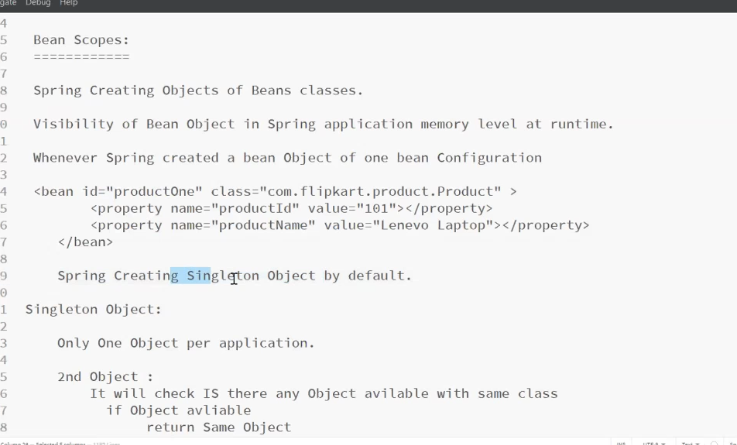 gate Debug Help
4
5 Bean Scopes:
6 ============
7
8 Spring Creating Objects of Beans classes.
9
0 Visibility of Bean Object in Spring application memory level at runtime.
1
2 Whenever Spring created a bean Object of one bean Configuration
3
4 <bean id="productOne" class="com.flipkart.product.Product" >
5 <property name="productId" value="101"></property>
6 <property name="productName" value="Lenevo Laptop"></property>
7 </bean>
8
9 Spring Creating Singleton Object by default.
0
1 Singleton Object:
2
3 Only One Object per application.
4
5 2nd Object :
6 It will check IS there any Object avilable with same class
7 if Object avliable
8 return Same Object